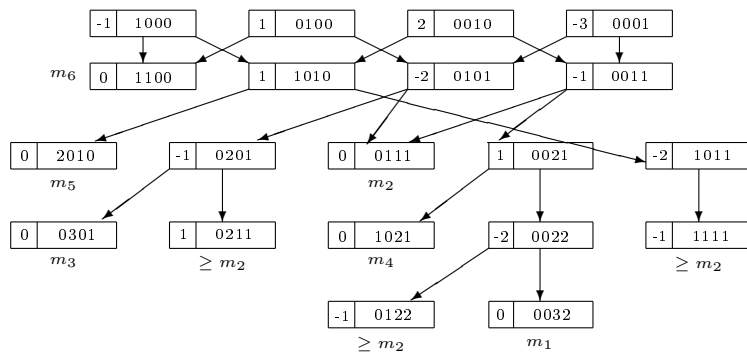 -1 1000 1 0100 2 0010 -3 0001
m₆ 0 1100 1 1010 -2 0101 -1 0011
0 2010 -1 0201 0 0111 1 0021 -2 1011
m₅ m₂
0 0301 1 0211 0 1021 -2 0022 -1 1111
m₃ ≥ m₂ m₄ ≥ m₂
-1 0122 0 0032
≥ m₂ m₁